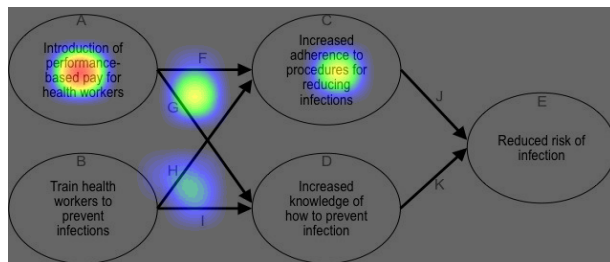 A
Introduction of
performance-
based pay for
health workers
F
C
Increased
adherence to
procedures for
reducing
infections
G
J
E
Reduced risk of
infection
B
Train health
workers to
prevent
infections
H
I
D
Increased
knowledge of
how to prevent
infection
K